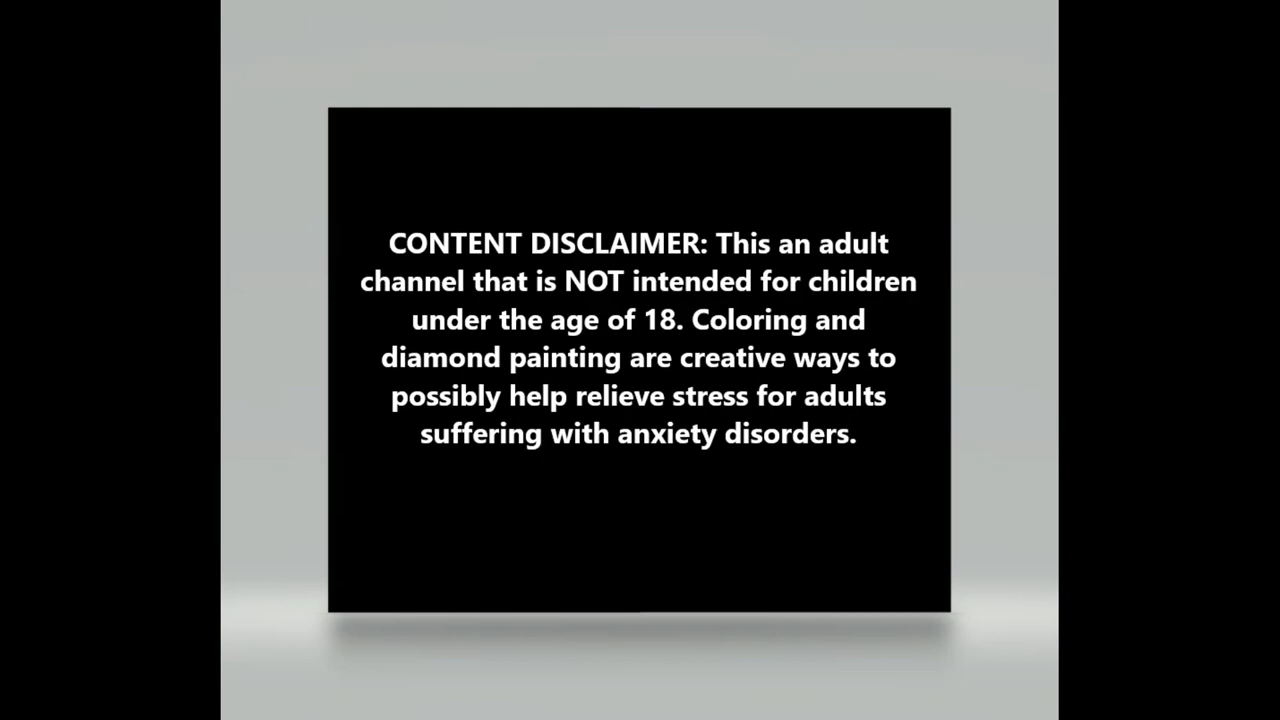 CONTENT DISCLAIMER: This an adult
channel that is NOT intended for children
under the age of 18. Coloring and
diamond painting are creative ways to
possibly help relieve stress for adults
suffering with anxiety disorders.